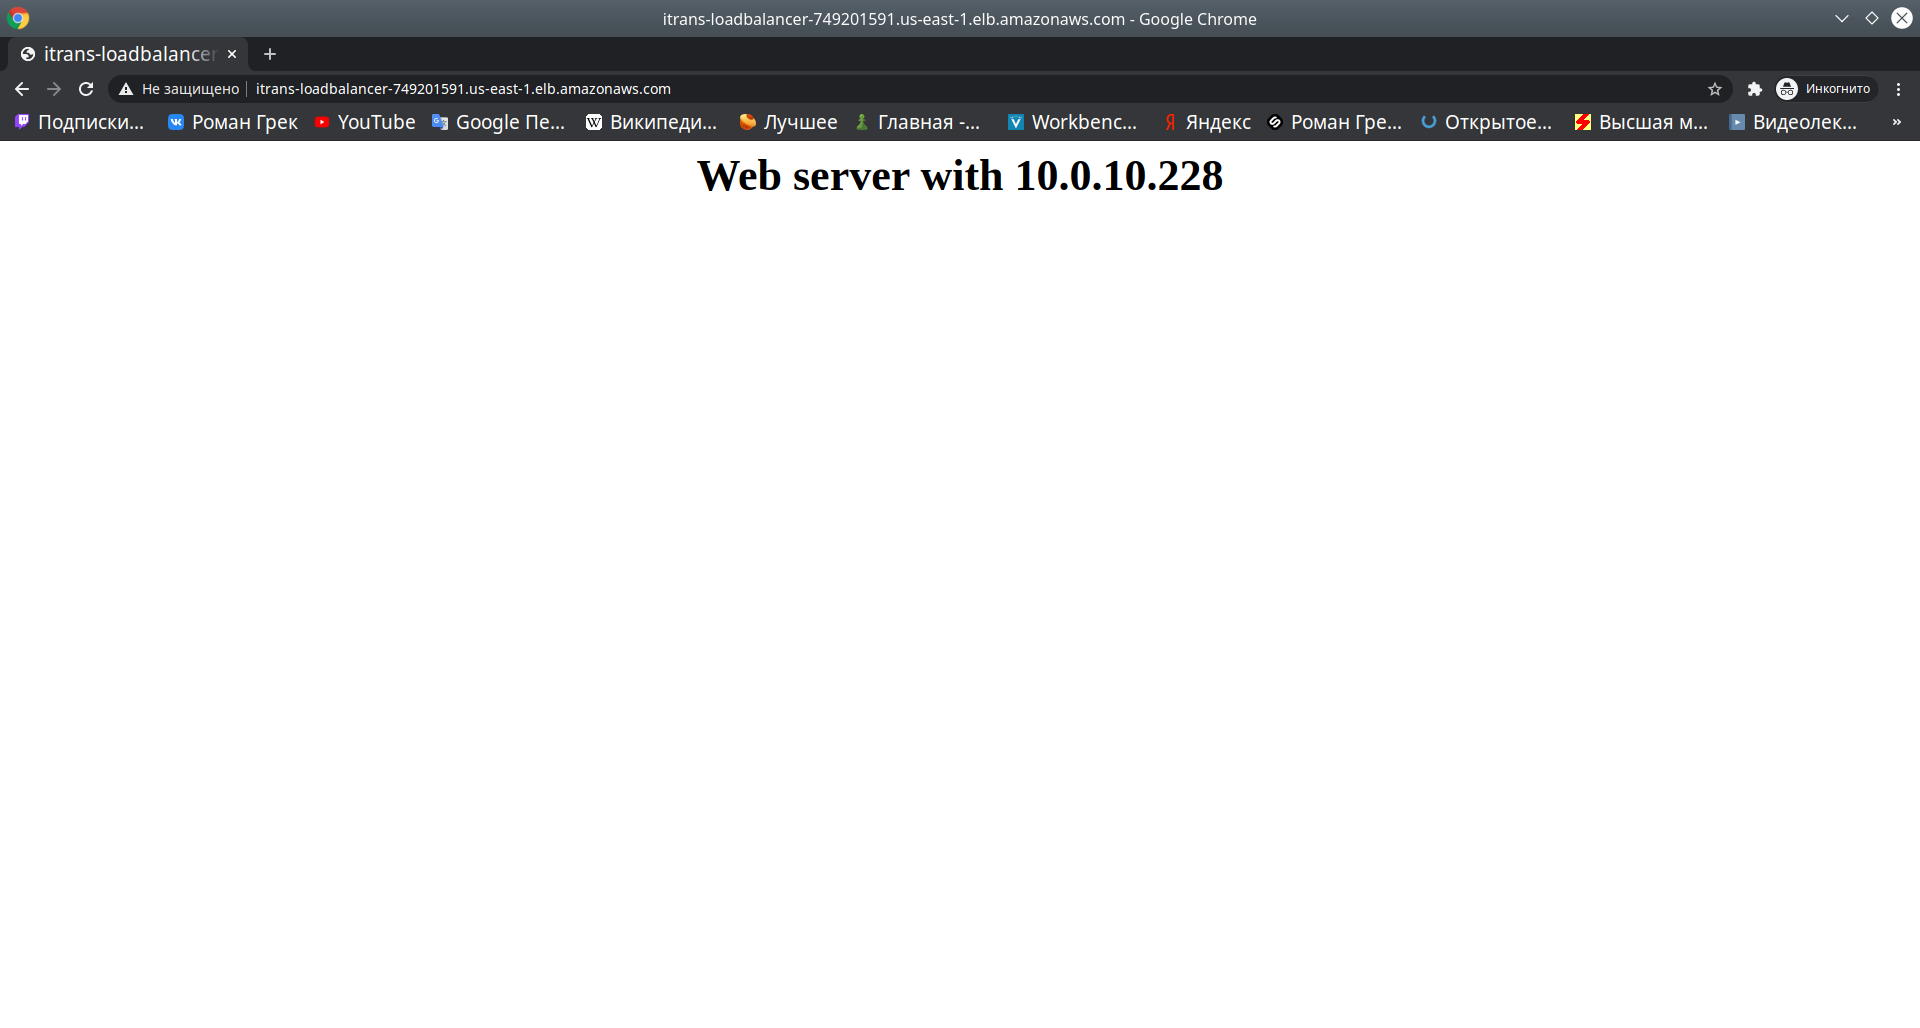 itrans-loadbalancer-749201591.us-east-1.elb.amazonaws.com - Google Chrome
itrans-loadbalancer
Не защищено itrans-loadbalancer-749201591.us-east-1.elb.amazonaws.com Инкогнито
Подписки... Роман Грек YouTube Google Пе... Википеди... Лучшее Главная -... Workbenc... Яндекс Роман Гре... Открытое... Высшая м... Видеолек... »
Web server with 10.0.10.228